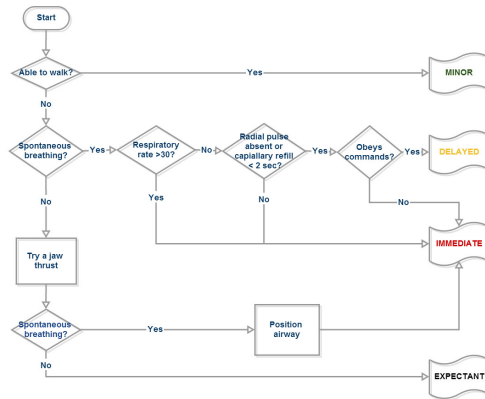 Start
Able to walk?
Yes
MINOR
No
Spontaneous
breathing?
Yes
Respiratory
rate >30?
No
Radial pulse
absent or
capiallary refill
< 2 sec?
Yes
Obeys
commands?
Yes
DELAYED
No
Yes
No
No
Try a jaw
thrust
IMMEDIATE
Spontaneous
breathing?
Yes
Position
airway
No
EXPECTANT